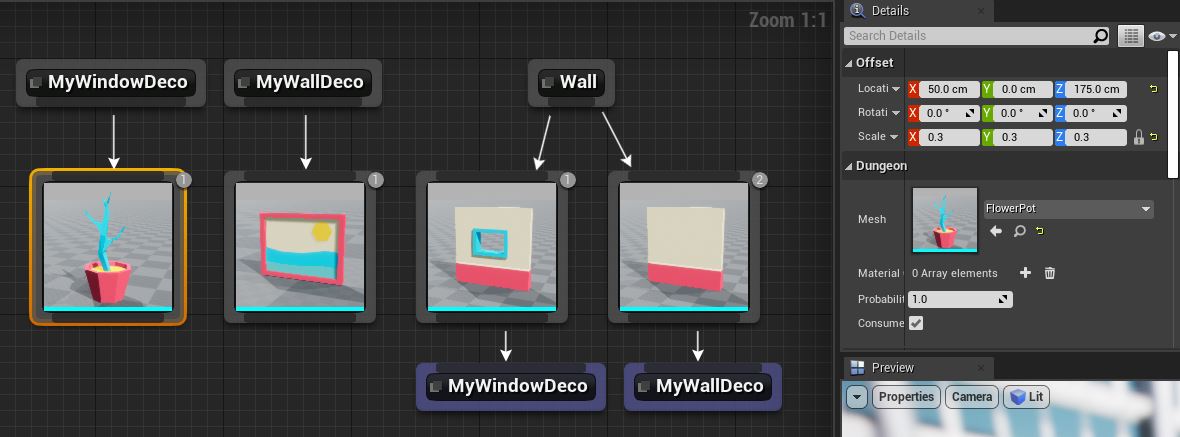 Zoom 1:1
MyWindowDeco
MyWallDeco
Wall
1
1
1
2
MyWindowDeco
MyWallDeco
Details
Search Details
Offset
Locati X 50.0 cm Y 0.0 cm Z 175.0 cm
Rotati X 0.0 ° Y 0.0 ° Z 0.0 °
Scale X 0.3 Y 0.3 Z 0.3
Dungeon
Mesh
FlowerPot
Material 0 Array elements
Probabilit 1.0
Consume
Preview
Properties Camera Lit